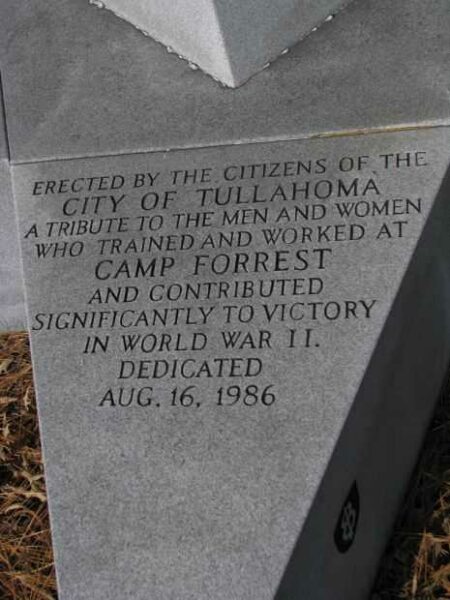 ERECTED BY THE CITIZENS OF THE
CITY OF TULLAHOMA
A TRIBUTE TO THE MEN AND WOMEN
WHO TRAINED AND WORKED AT
CAMP FORREST
AND CONTRIBUTED
SIGNIFICANTLY TO VICTORY
IN WORLD WAR II.
DEDICATED
AUG. 16, 1986